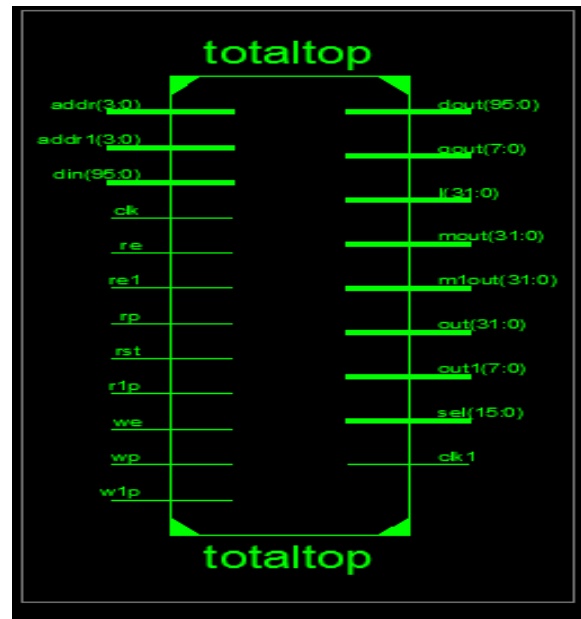 totaltop
addr(3:0)
addr1(3:0)
din(95:0)
clk
re
re1
rp
rst
r1p
we
wp
w1p
dout(95:0)
qout(7:0)
l(31:0)
mout(31:0)
m1out(31:0)
out(31:0)
out1(7:0)
sel(15:0)
clk1
totaltop